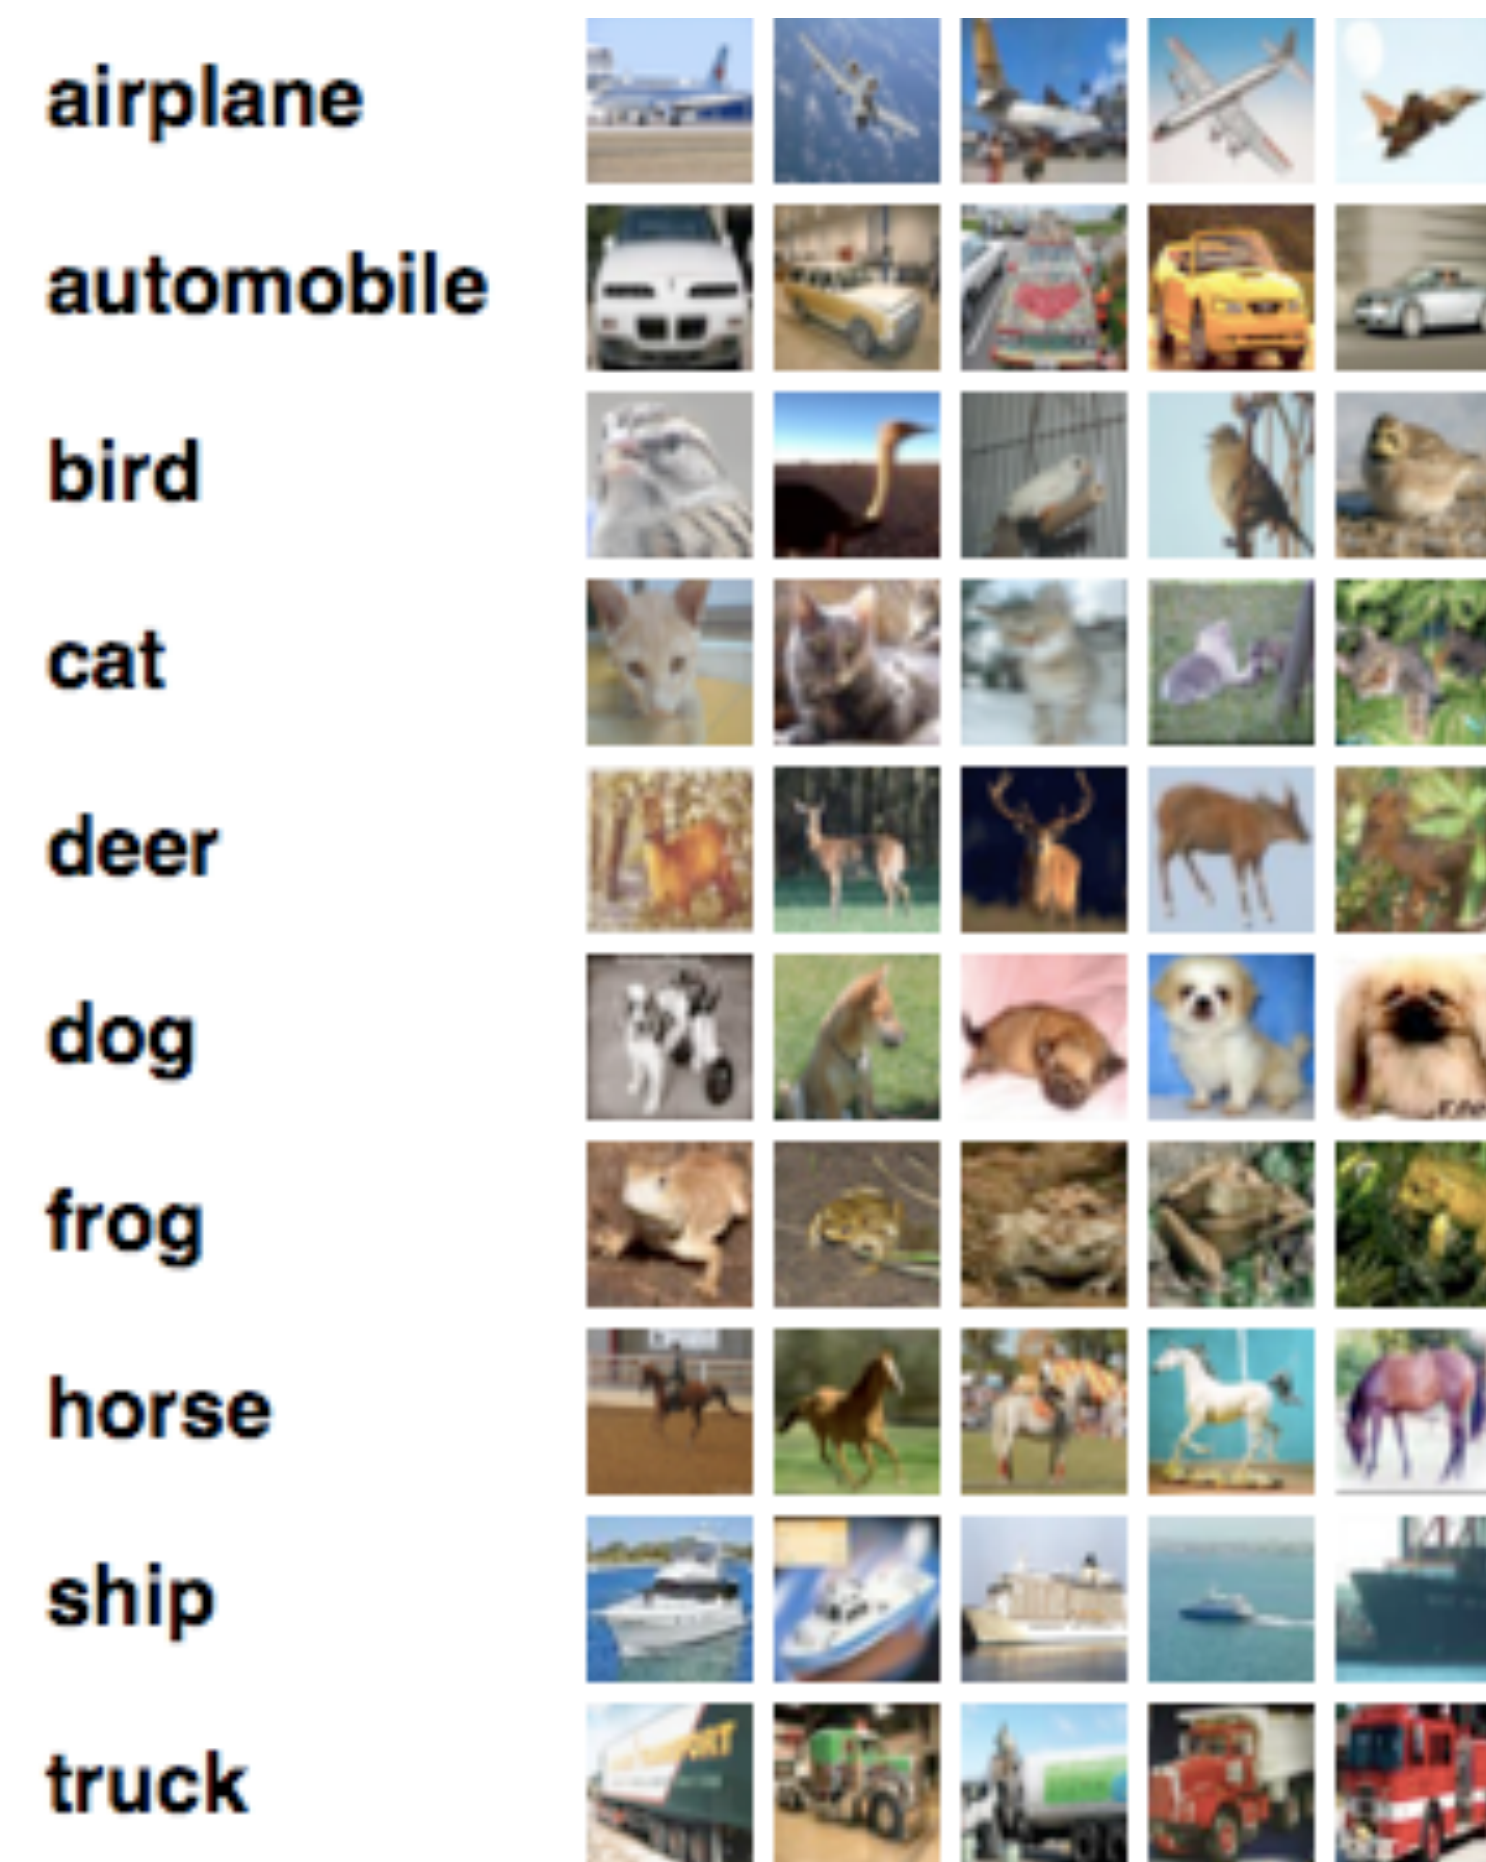 airplane
automobile
bird
cat
deer
dog
frog
horse
ship
truck